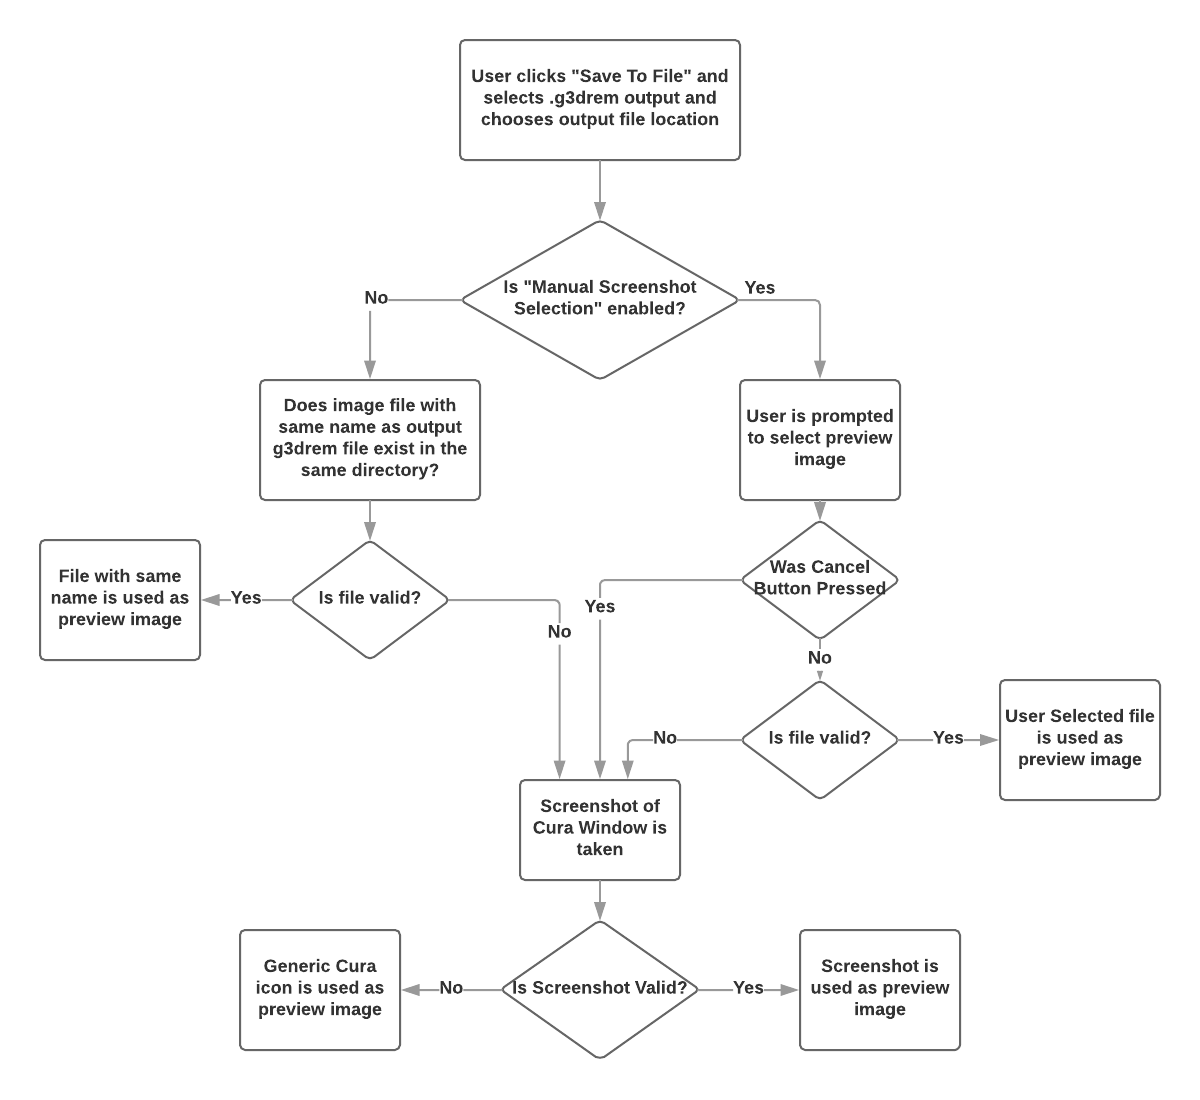 User clicks "Save To File" and
selects .g3drem output and
chooses output file location
Is "Manual Screenshot
Selection" enabled?
No
Yes
Does image file with
same name as output
g3drem file exist in the
same directory?
User is prompted
to select preview
image
File with same
name is used as
preview image
Yes
Is file valid?
No
Was Cancel
Button Pressed
Yes
No
Is file valid?
No
Yes
User Selected file
is used as
preview image
Screenshot of
Cura Window is
taken
Is Screenshot Valid?
No
Yes
Generic Cura
icon is used as
preview image
Screenshot is
used as preview
image